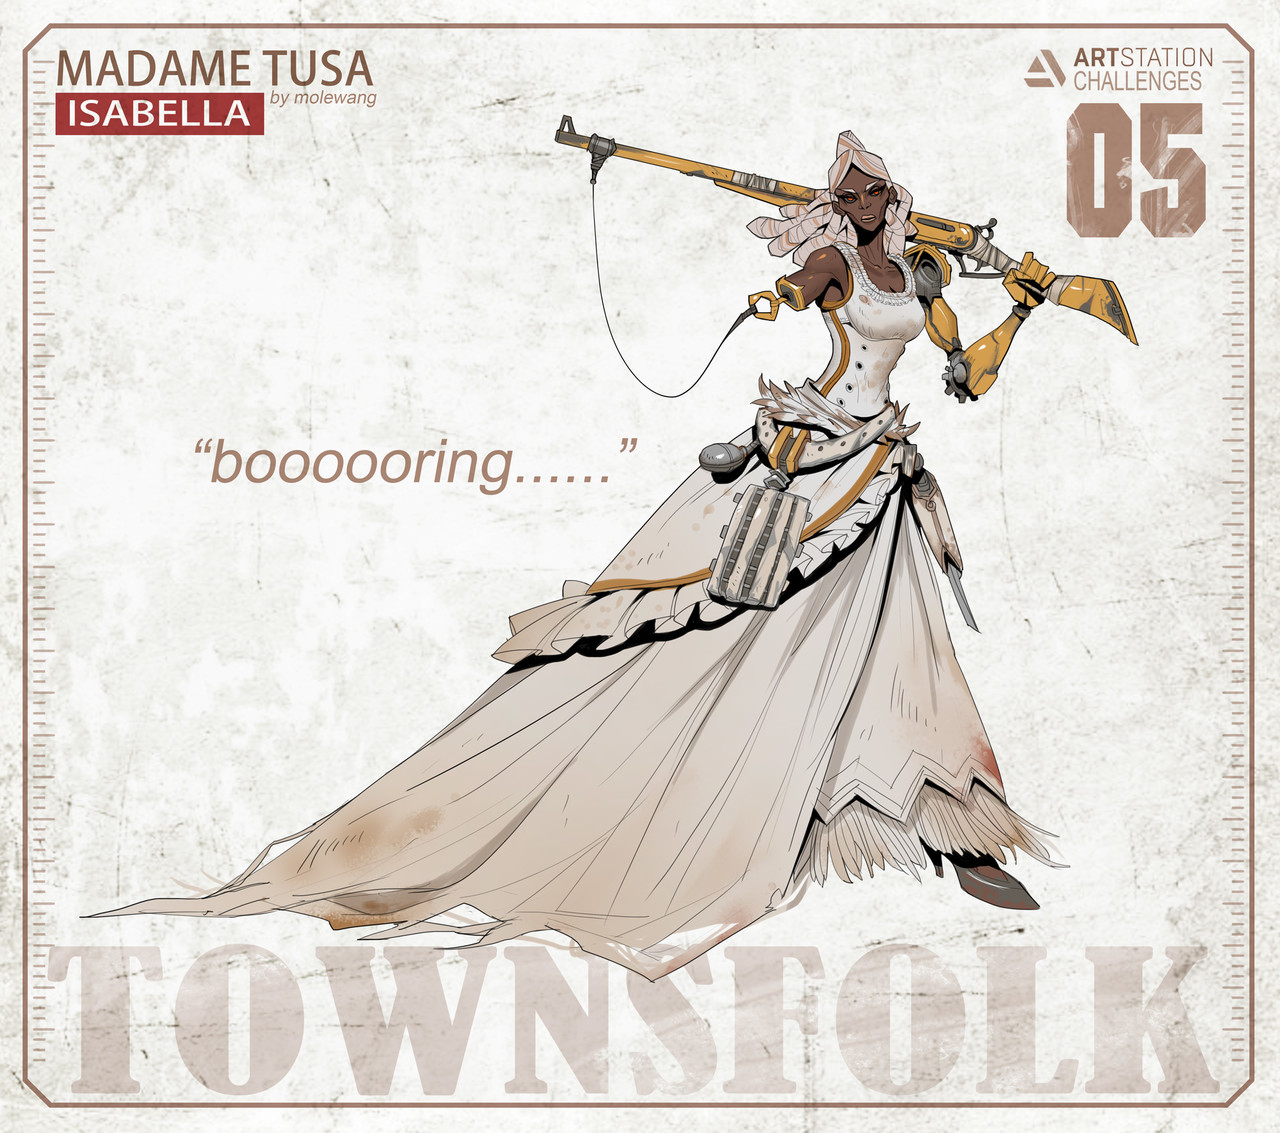 MADAME TUSA
by molewang
ISABELLA
ARTSTATION
CHALLENGES
05
“boooooring......”
TOWNSFOLK